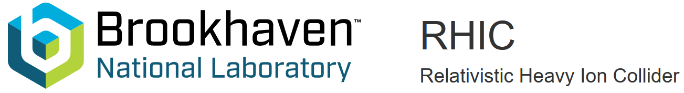 Brookhaven™
National Laboratory
RHIC
Relativistic Heavy Ion Collider